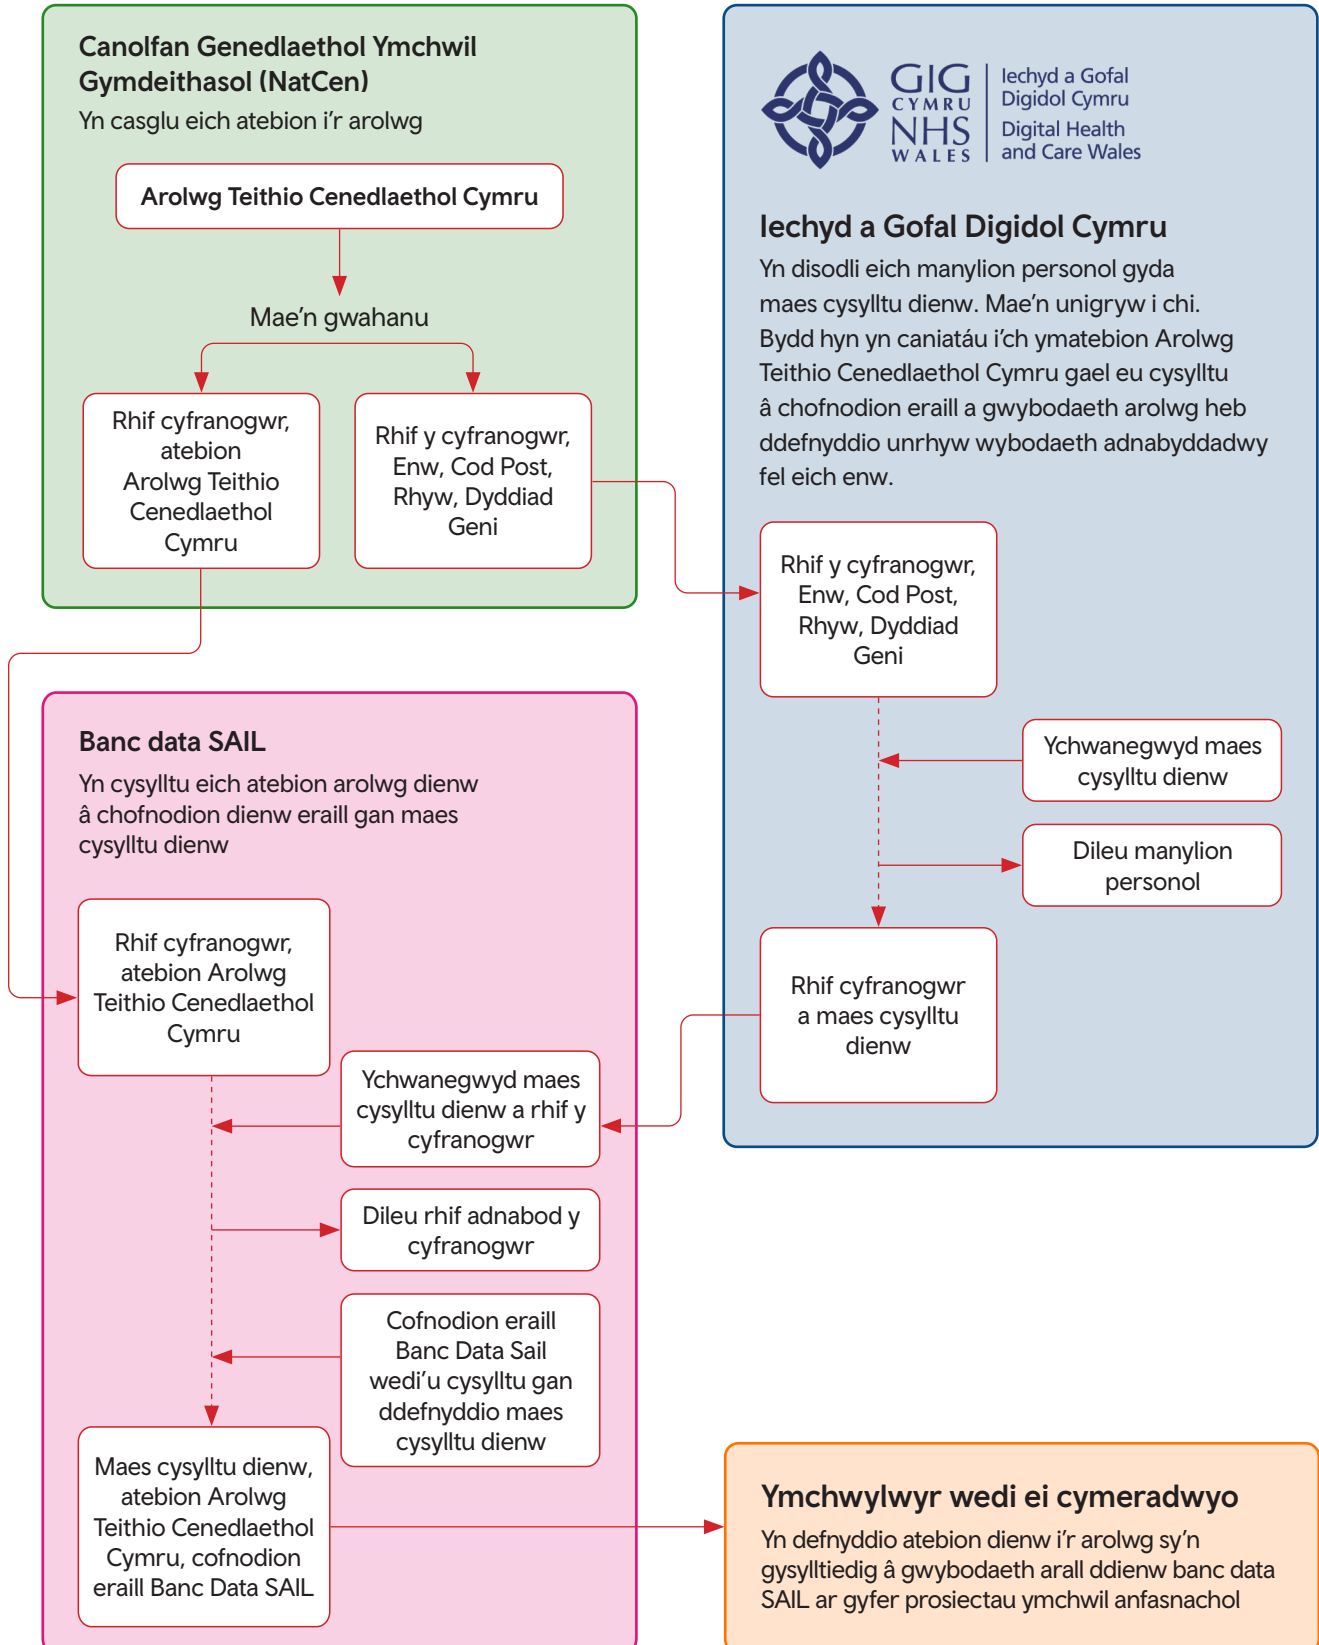 Canolfan Genedlaethol Ymchwil
Gymdeithasol (NatCen)
Yn casglu eich atebion i'r arolwg
Arolwg Teithio Cenedlaethol Cymru
Mae'n gwahanu
Rhif cyfranogwr,
atebion
Arolwg Teithio
Cenedlaethol
Cymru
Rhif y cyfranogwr,
Enw, Cod Post,
Rhyw, Dyddiad
Geni
GIG
CYMRU
NHS
WALES
Iechyd a Gofal
Digidol Cymru
Digital Health
and Care Wales
Iechyd a Gofal Digidol Cymru
Yn disodli eich manylion personol gyda
maes cysylltu dienw. Mae'n unigryw i chi.
Bydd hyn yn caniatáu i'ch ymatebion Arolwg
Teithio Cenedlaethol Cymru gael eu cysylltu
â chofnodion eraill a gwybodaeth arolwg heb
ddefnyddio unrhyw wybodaeth adnabyddadwy
fel eich enw.
Rhif y cyfranogwr,
Enw, Cod Post,
Rhyw, Dyddiad
Geni
Ychwanegwyd maes
cysylltu dienw
Dileu manylion
personol
Rhif cyfranogwr
a maes cysylltu
dienw
Banc data SAIL
Yn cysylltu eich atebion arolwg dienw
â chofnodion dienw eraill gan maes
cysylltu dienw
Rhif cyfranogwr,
atebion Arolwg
Teithio Cenedlaethol
Cymru
Ychwanegwyd maes
cysylltu dienw a rhif y
cyfranogwr
Dileu rhif adnabod y
cyfranogwr
Cofnodion eraill
Banc Data Sail
wedi'u cysylltu gan
ddefnyddio maes
cysylltu dienw
Maes cysylltu dienw,
atebion Arolwg
Teithio Cenedlaethol
Cymru, cofnodion
eraill Banc Data SAIL
Ymchwylwyr wedi ei cymeradwyo
Yn defnyddio atebion dienw i'r arolwg sy'n
gysylltiedig â gwybodaeth arall ddienw banc data
SAIL ar gyfer prosiectau ymchwil anfasnachol